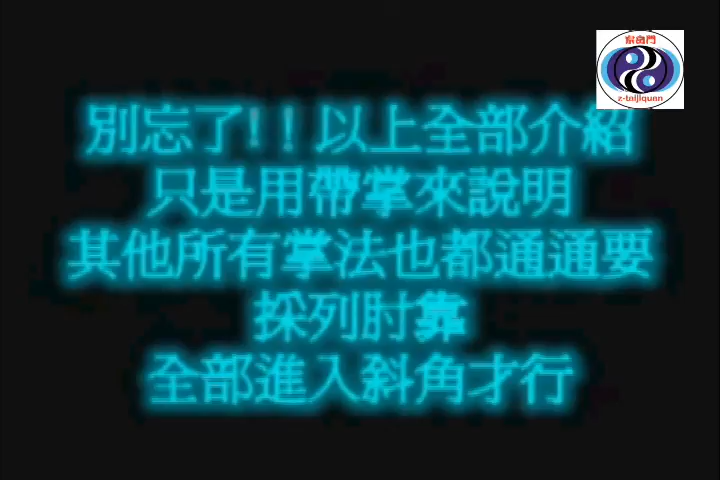 別忘了!!以上全部介紹
只是用帶掌來說明
其他所有掌法也都通通要
採列肘靠
全部進入斜角才行
z-taijiquan